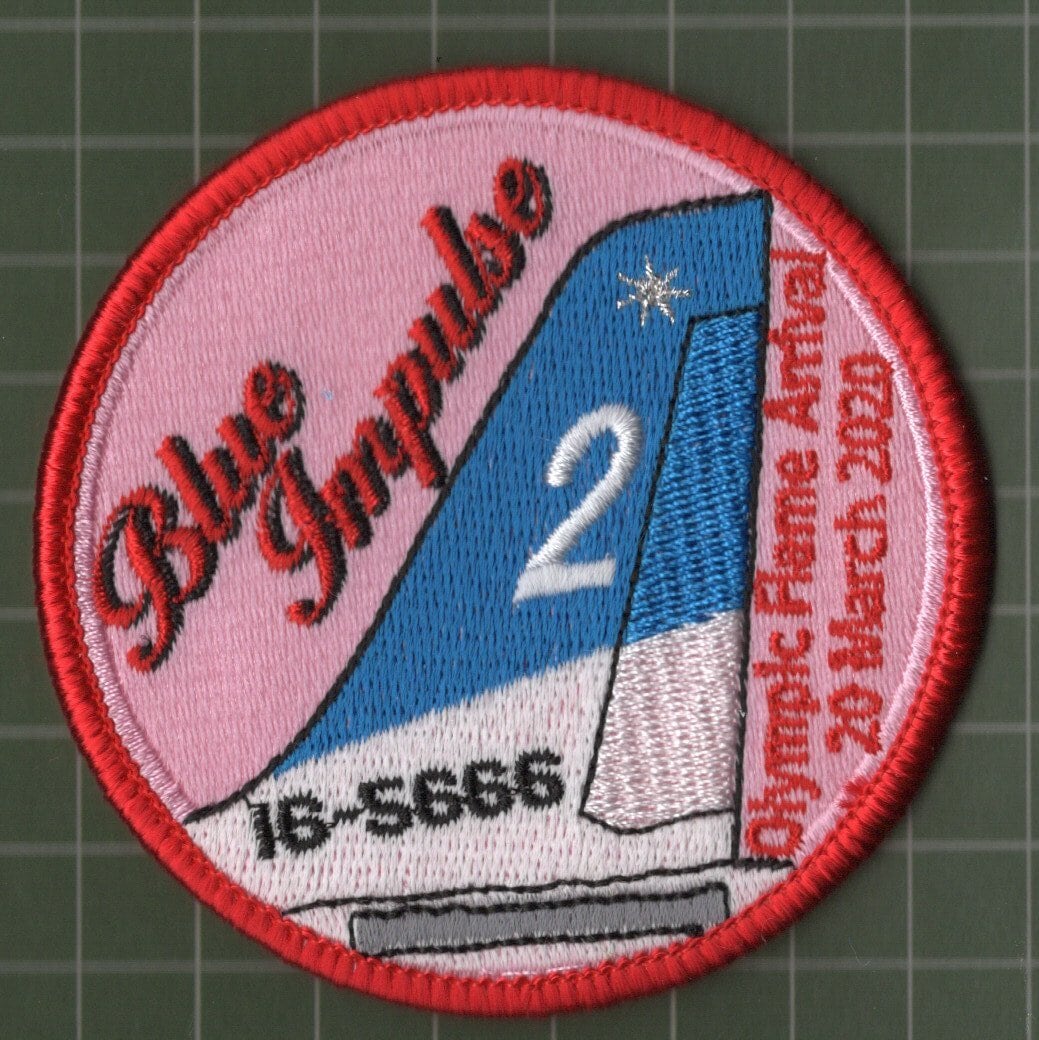 Blue
Impulse
2
16-5666
Olympic Flame Arrival
20 March 2020